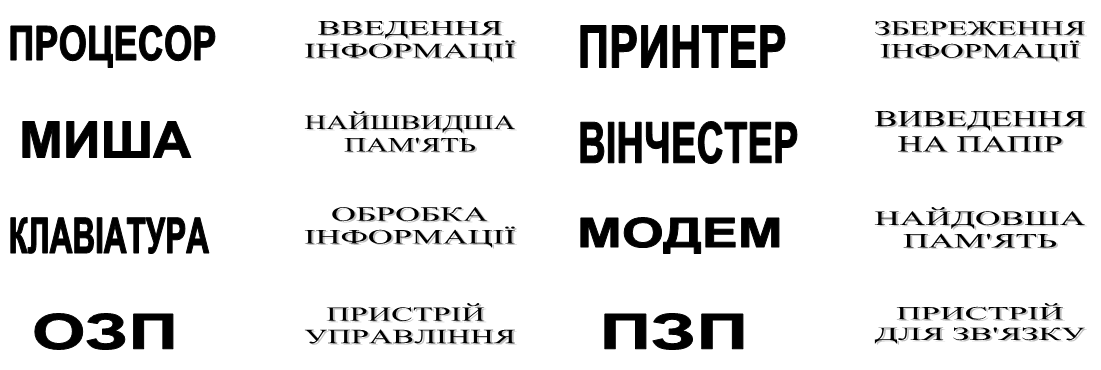 ПРОЦЕСОР
ВВЕДЕННЯ
ІНФОРМАЦІЇ
ПРИНТЕР
ЗБЕРЕЖЕННЯ
ІНФОРМАЦІЇ
МИША
НАЙШВИДША
ПАМ'ЯТЬ
ВІНЧЕСТЕР
ВИВЕДЕННЯ
НА ПАПІР
КЛАВІАТУРА
ОБРОБКА
ІНФОРМАЦІЇ
МОДЕМ
НАЙДОВША
ПАМ'ЯТЬ
ОЗП
ПРИСТРІЙ
УПРАВЛІННЯ
ПЗП
ПРИСТРІЙ
ДЛЯ ЗВ'ЯЗКУ